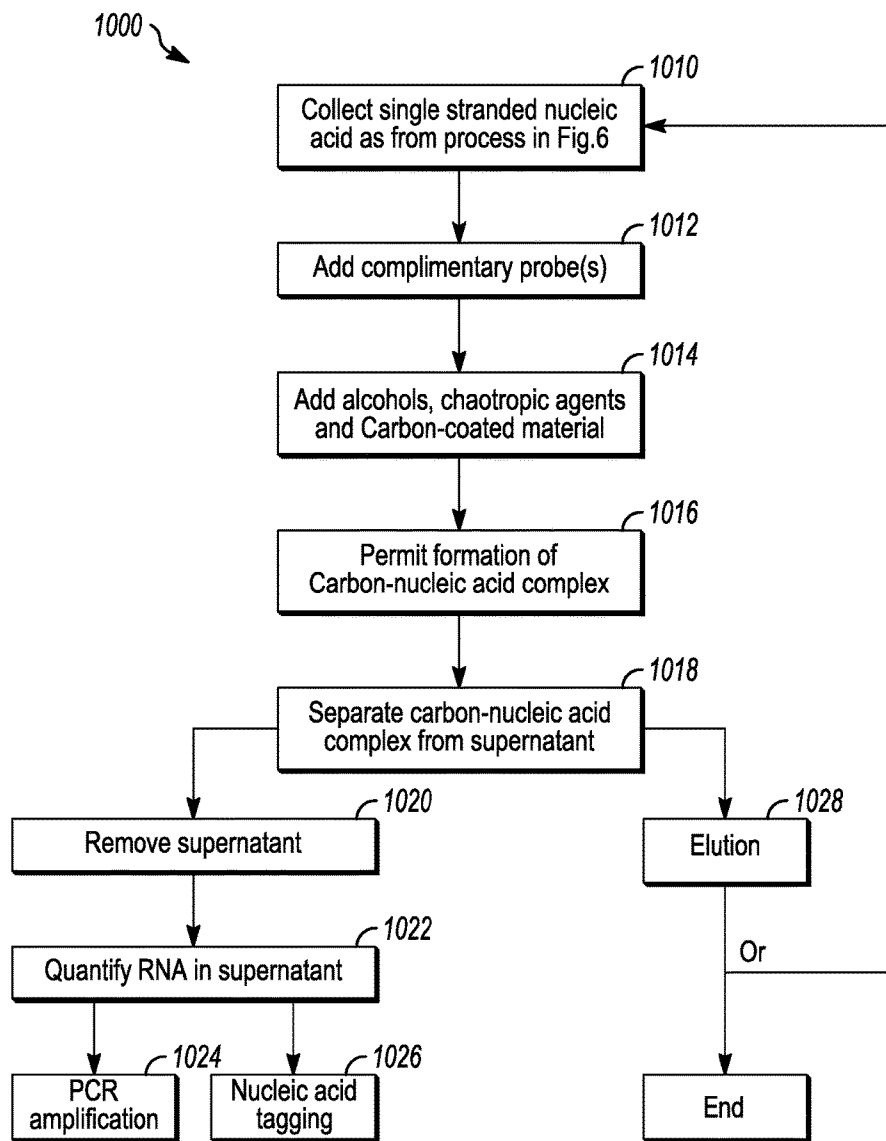 1000
1010
Collect single stranded nucleic
acid as from process in Fig.6
1012
Add complimentary probe(s)
1014
Add alcohols, chaotropic agents
and Carbon-coated material
1016
Permit formation of
Carbon-nucleic acid complex
1018
Separate carbon-nucleic acid
complex from supernatant
1020
Remove supernatant
1028
Elution
1022
Quantify RNA in supernatant
Or
1024
PCR
amplification
1026
Nucleic acid
tagging
End